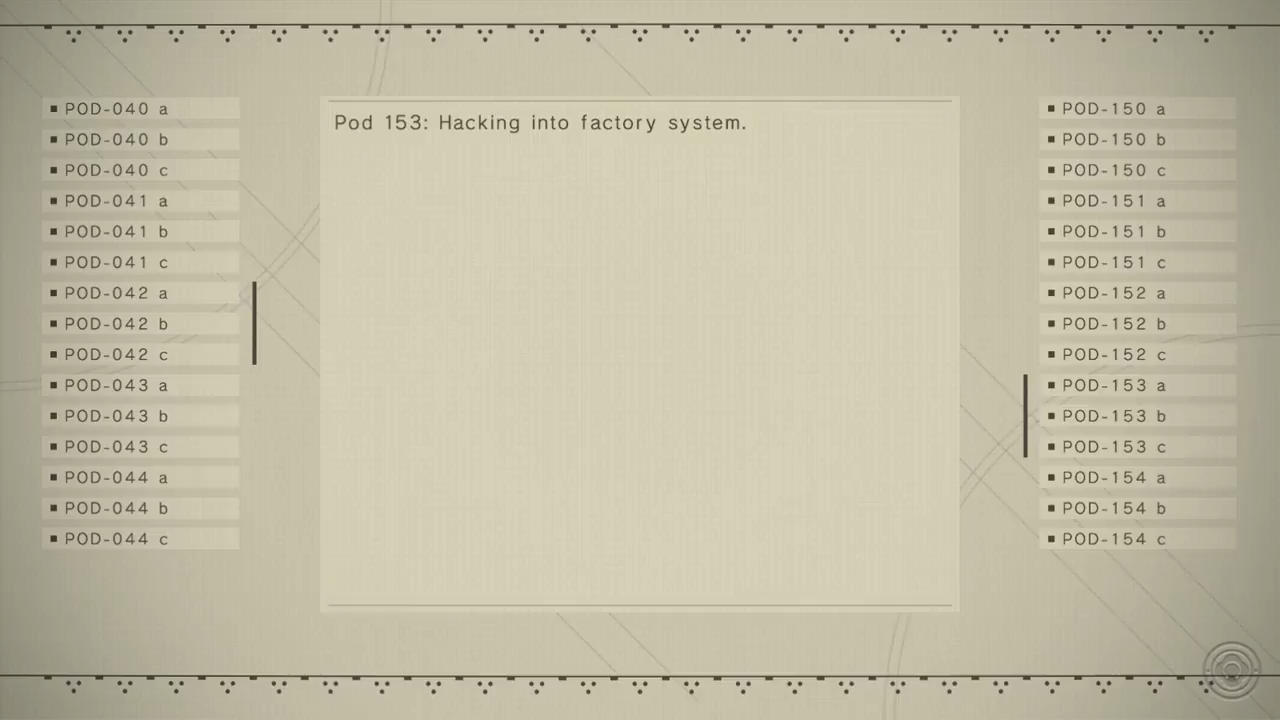 POD-040 a
POD-040 b
POD-040 c
POD-041 a
POD-041 b
POD-041 c
POD-042 a
POD-042 b
POD-042 c
POD-043 a
POD-043 b
POD-043 c
POD-044 a
POD-044 b
POD-044 c
Pod 153: Hacking into factory system.
POD-150 a
POD-150 b
POD-150 c
POD-151 a
POD-151 b
POD-151 c
POD-152 a
POD-152 b
POD-152 c
POD-153 a
POD-153 b
POD-153 c
POD-154 a
POD-154 b
POD-154 c